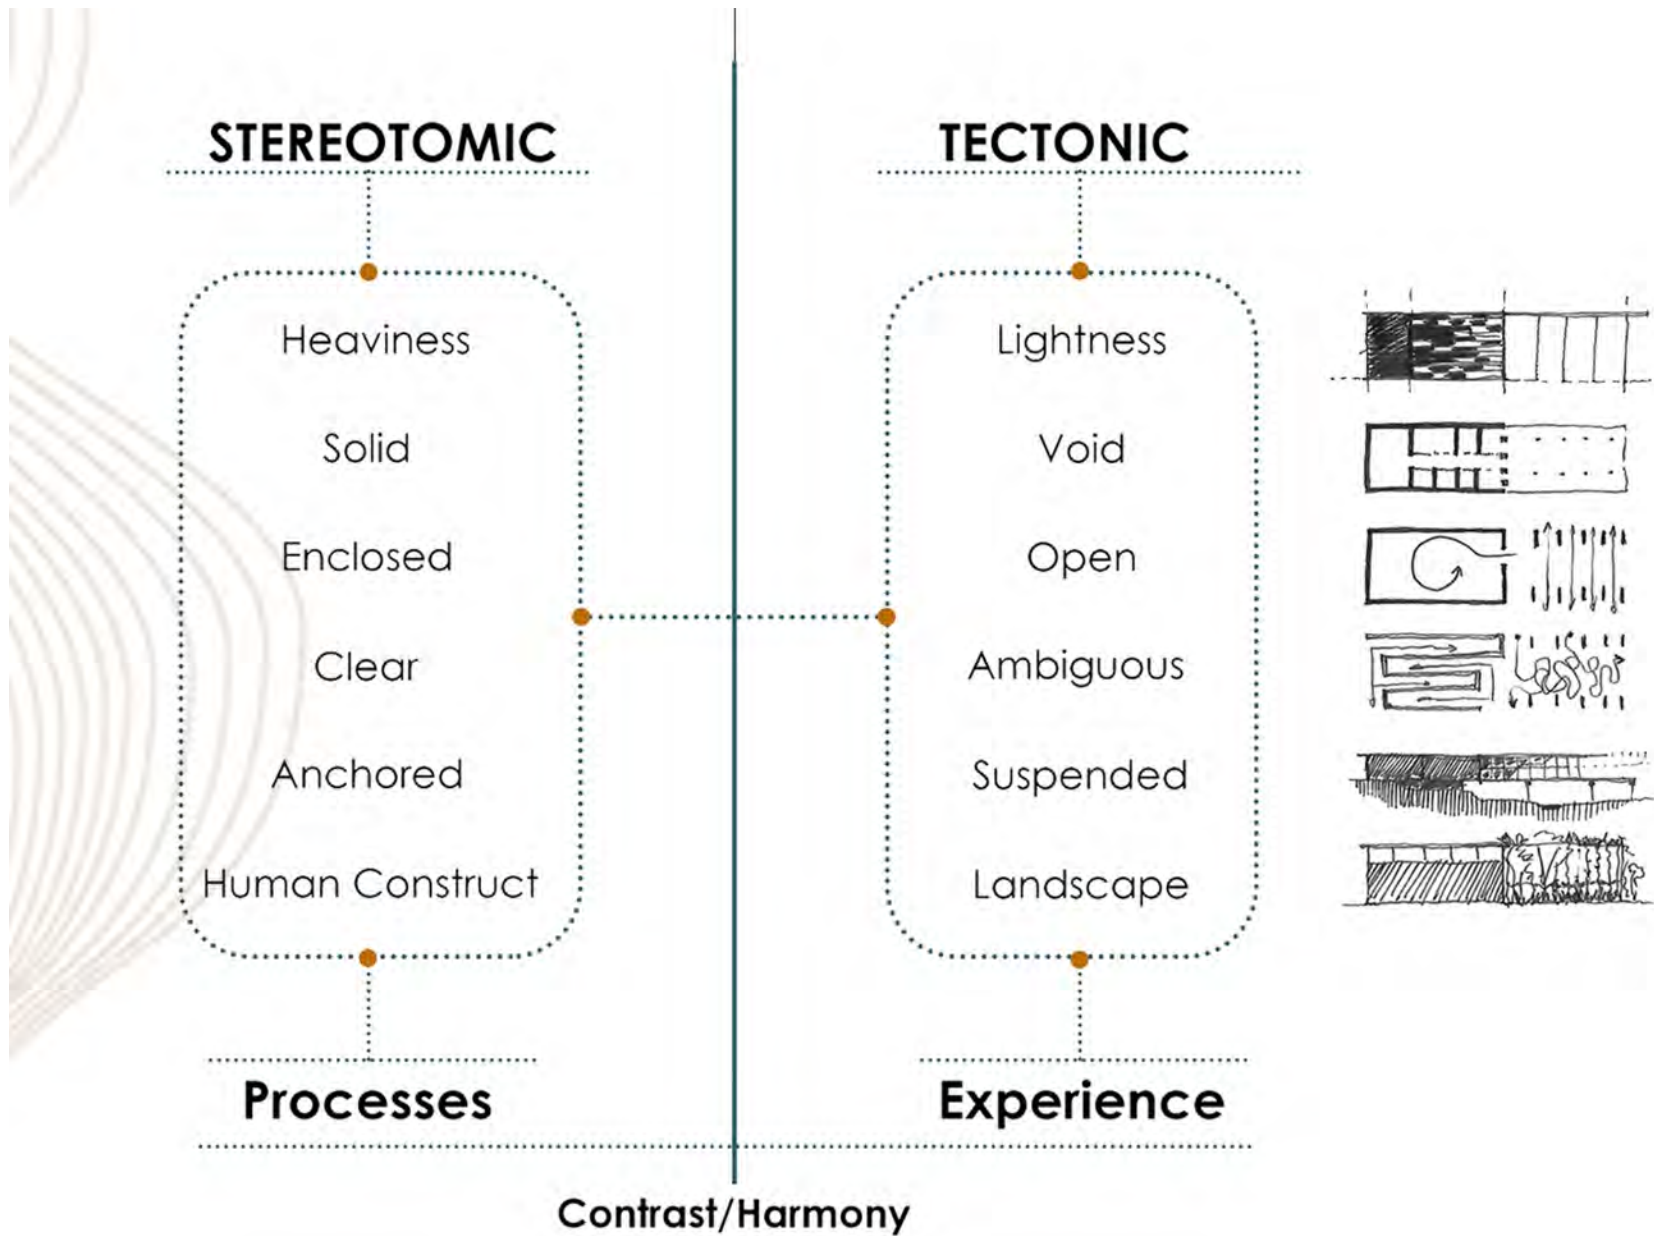 STEREOTOMIC
Heaviness
Solid
Enclosed
Clear
Anchored
Human Construct
Processes
TECTONIC
Lightness
Void
Open
Ambiguous
Suspended
Landscape
Experience
Contrast/Harmony